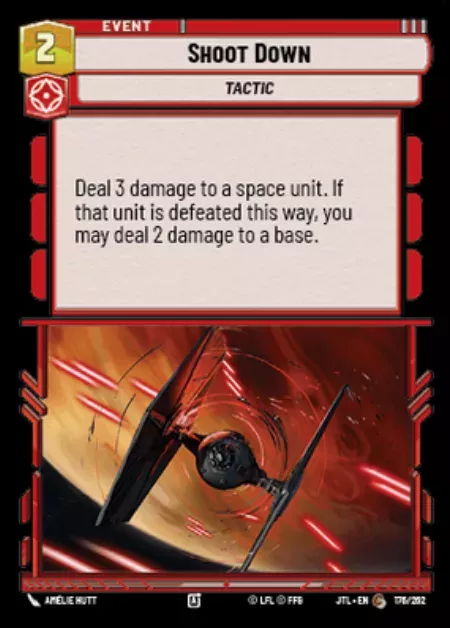 EVENT
2
SHOOT DOWN
TACTIC
Deal 3 damage to a space unit. If
that unit is defeated this way, you
may deal 2 damage to a base.
AMÉLIE HUTT
© LFL © FFG
JTL • EN
176/262